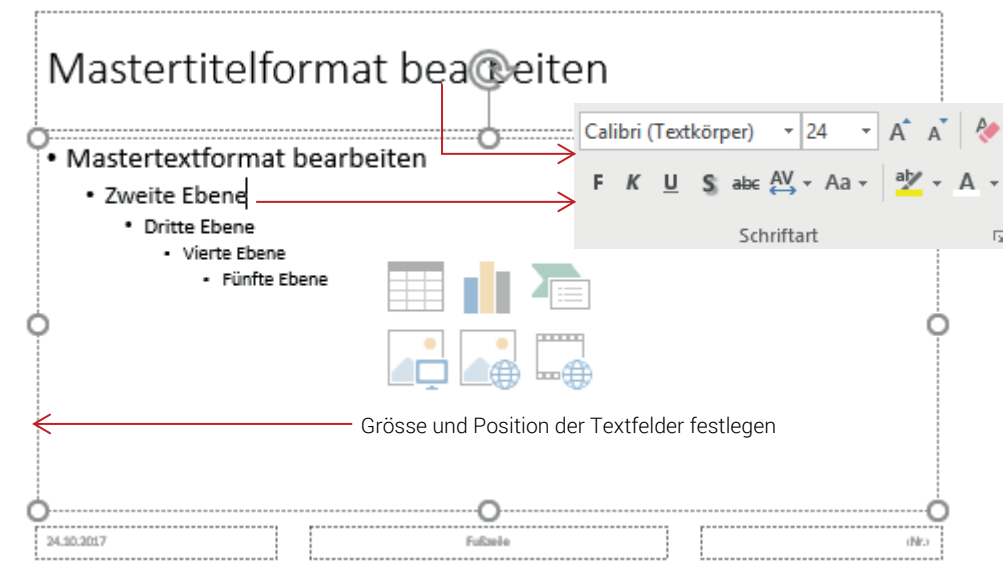 Mastertitelformat bearbeiten
• Mastertextformat bearbeiten
• Zweite Ebene
• Dritte Ebene
• Vierte Ebene
• Fünfte Ebene
Calibri (Textkörper) 24 A A A
F K U S abc AV Aa ab A
Schriftart
Grösse und Position der Textfelder festlegen
24.10.2017 Fußzeile ‹Nr.›